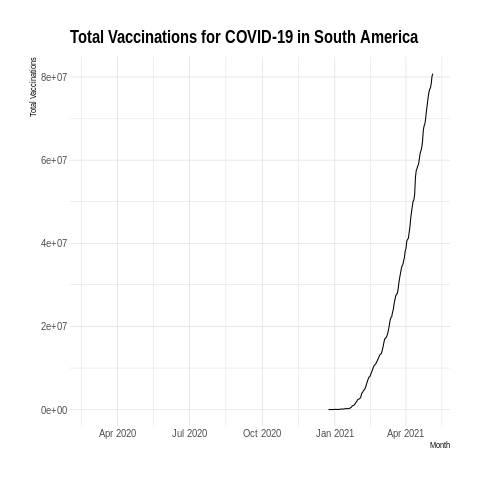 Total Vaccinations for COVID-19 in South America
Total Vaccinations
8e+07
6e+07
4e+07
2e+07
0e+00
Apr 2020 Jul 2020 Oct 2020 Jan 2021 Apr 2021
Month